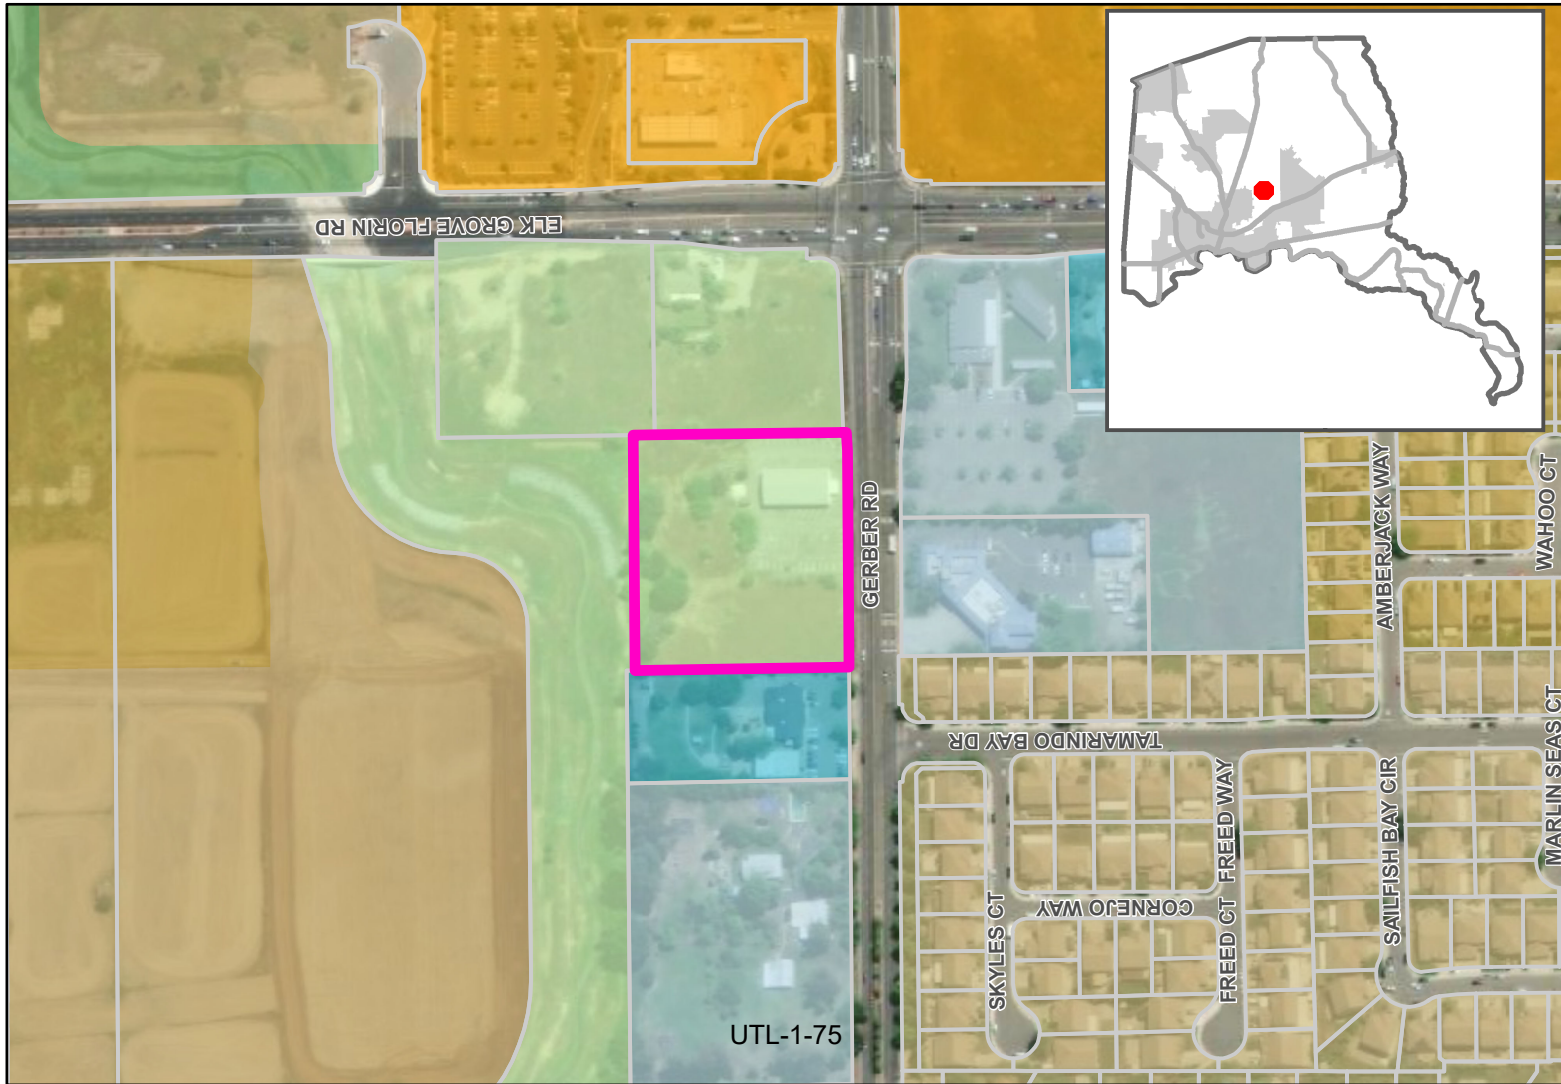 ELK GROVE FLORIN RD
GERBER RD
AMBERJACK WAY
WAHOO CT
TAMARINDO BAY DR
MARLIN SEAS CT
FREED WAY
SAILFISH BAY CIR
CORNEJO WAY
SKYLES CT
FREED CT
UTL-1-75